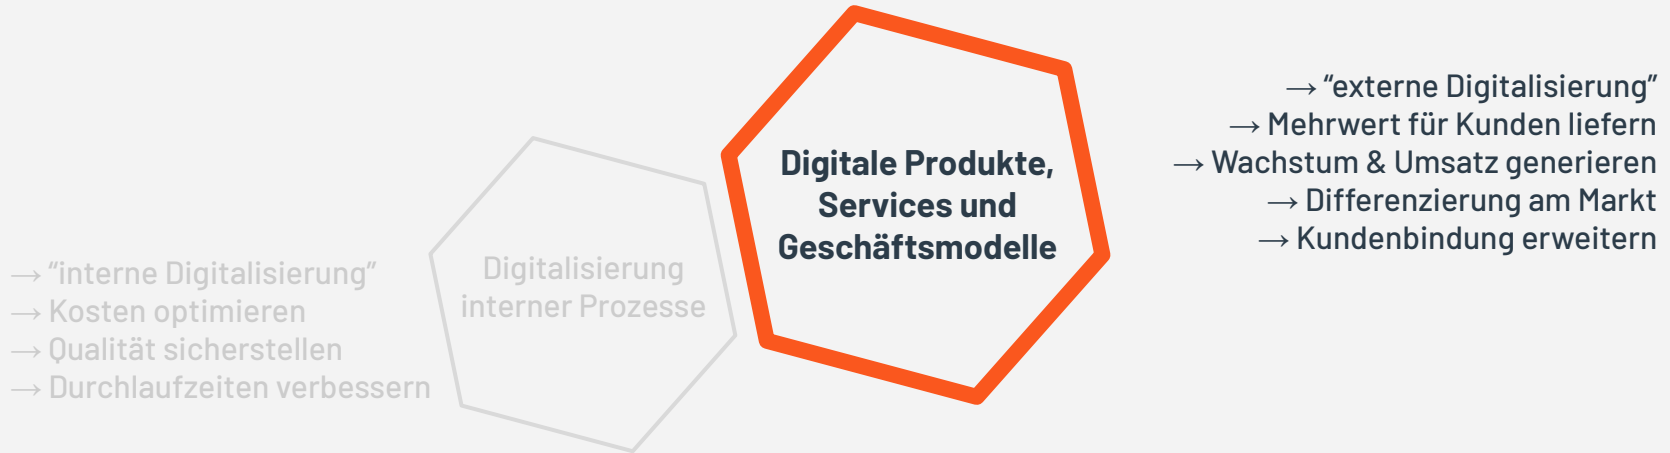 → “interne Digitalisierung”
→ Kosten optimieren
→ Qualität sicherstellen
→ Durchlaufzeiten verbessern
Digitalisierung
interner Prozesse
Digitale Produkte,
Services und
Geschäftsmodelle
→ “externe Digitalisierung”
→ Mehrwert für Kunden liefern
→ Wachstum & Umsatz generieren
→ Differenzierung am Markt
→ Kundenbindung erweitern